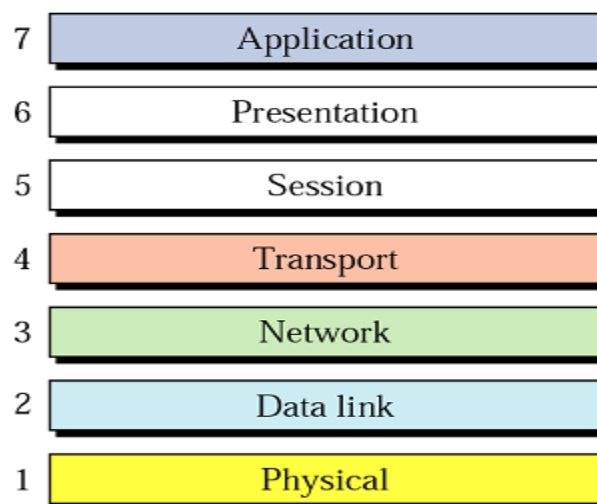 7 Application
6 Presentation
5 Session
4 Transport
3 Network
2 Data link
1 Physical